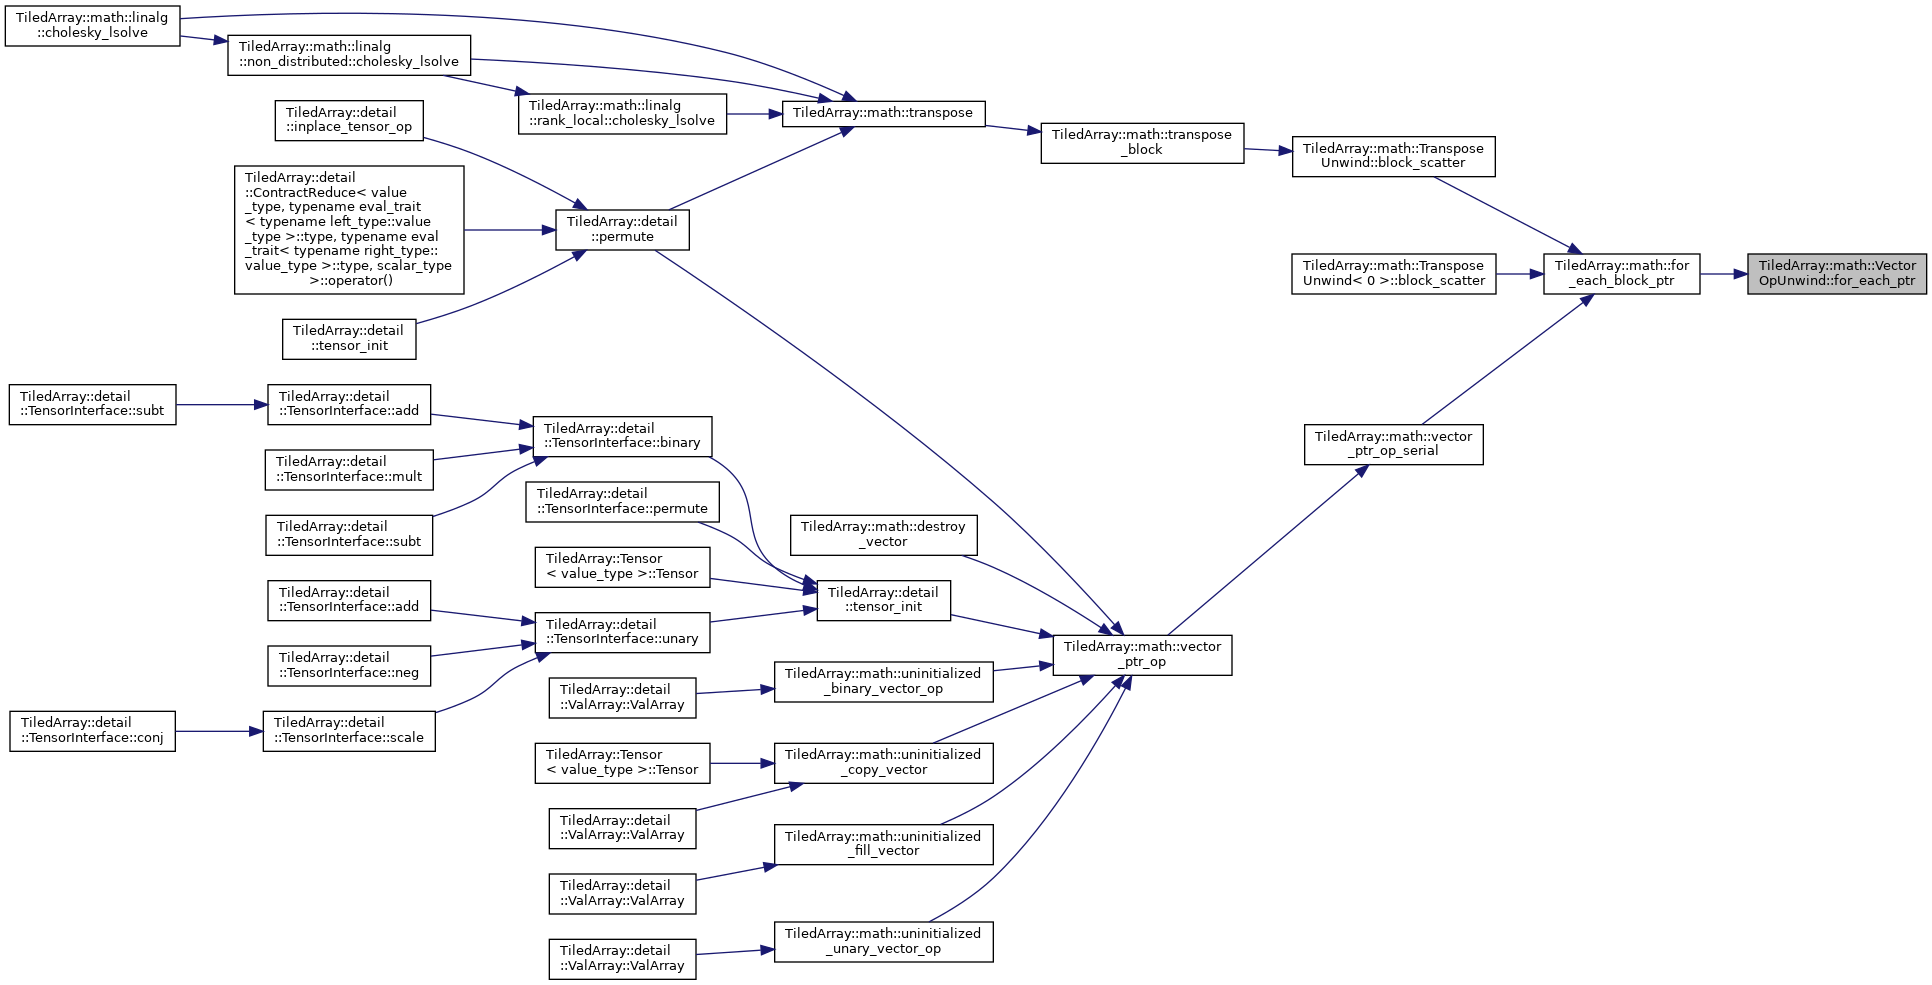 TiledArray::math::linalg
::cholesky_lsolve
TiledArray::math::linalg
::non_distributed::cholesky_lsolve
TiledArray::math::linalg
::rank_local::cholesky_lsolve
TiledArray::detail
::inplace_tensor_op
TiledArray::detail
::ContractReduce< value
_type, typename eval_trait
< typename left_type::value
_type >::type, typename eval
_trait< typename right_type::
value_type >::type, scalar_type
>::operator()
TiledArray::detail
::tensor_init
TiledArray::detail
::permute
TiledArray::math::transpose
TiledArray::math::transpose
_block
TiledArray::math::Transpose
Unwind::block_scatter
TiledArray::math::Transpose
Unwind< 0 >::block_scatter
TiledArray::math::for
_each_block_ptr
TiledArray::math::Vector
OpUnwind::for_each_ptr
TiledArray::math::vector
_ptr_op_serial
TiledArray::detail
::TensorInterface::subt
TiledArray::detail
::TensorInterface::add
TiledArray::detail
::TensorInterface::mult
TiledArray::detail
::TensorInterface::subt
TiledArray::detail
::TensorInterface::binary
TiledArray::detail
::TensorInterface::permute
TiledArray::Tensor
< value_type >::Tensor
TiledArray::detail
::TensorInterface::unary
TiledArray::detail
::TensorInterface::add
TiledArray::detail
::TensorInterface::neg
TiledArray::detail
::TensorInterface::scale
TiledArray::detail
::TensorInterface::conj
TiledArray::math::destroy
_vector
TiledArray::detail
::tensor_init
TiledArray::math::vector
_ptr_op
TiledArray::math::uninitialized
_binary_vector_op
TiledArray::detail
::ValArray::ValArray
TiledArray::math::uninitialized
_copy_vector
TiledArray::Tensor
< value_type >::Tensor
TiledArray::detail
::ValArray::ValArray
TiledArray::math::uninitialized
_fill_vector
TiledArray::detail
::ValArray::ValArray
TiledArray::math::uninitialized
_unary_vector_op
TiledArray::detail
::ValArray::ValArray